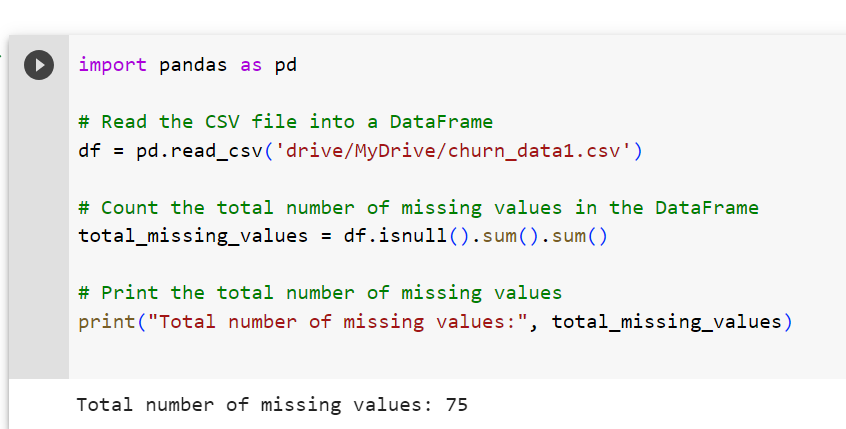 import pandas as pd
# Read the CSV file into a DataFrame
df = pd.read_csv('drive/MyDrive/churn_data1.csv')
# Count the total number of missing values in the DataFrame
total_missing_values = df.isnull().sum().sum()
# Print the total number of missing values
print("Total number of missing values:", total_missing_values)
Total number of missing values: 75